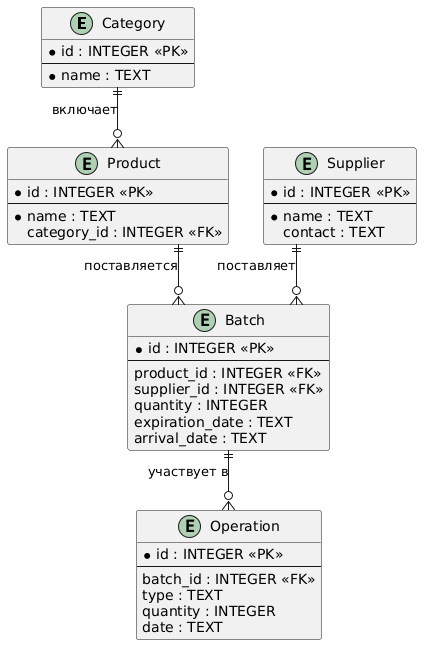 E Category
* id : INTEGER «PK»
* name : TEXT
включает
E Product
* id : INTEGER «PK»
* name : TEXT
category_id : INTEGER «FK»
E Supplier
* id : INTEGER «PK»
* name : TEXT
contact : TEXT
поставляется
поставляет
E Batch
* id : INTEGER «PK»
product_id : INTEGER «FK»
supplier_id : INTEGER «FK»
quantity : INTEGER
expiration_date : TEXT
arrival_date : TEXT
участвует в
E Operation
* id : INTEGER «PK»
batch_id : INTEGER «FK»
type : TEXT
quantity : INTEGER
date : TEXT